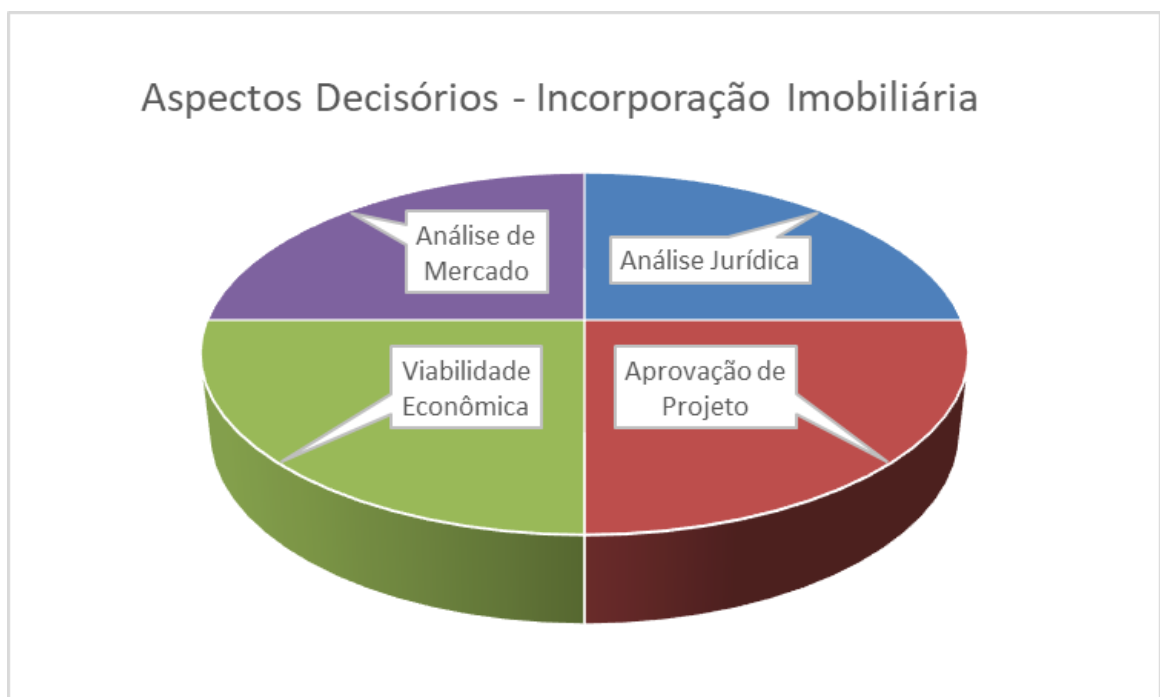 Aspectos Decisórios - Incorporação Imobiliária
Análise de
Mercado
Análise Jurídica
Viabilidade
Econômica
Aprovação de
Projeto